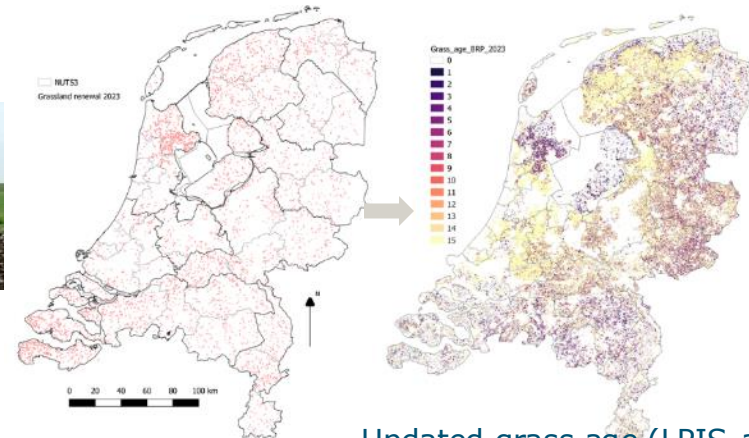 NUTS3
Grassland renewal 2023
N
0 20 40 60 80 100 km
Grass_age_BRP_2023
0
1
2
3
4
5
6
7
8
9
10
11
12
13
14
15
Updated grass age (LPIS a